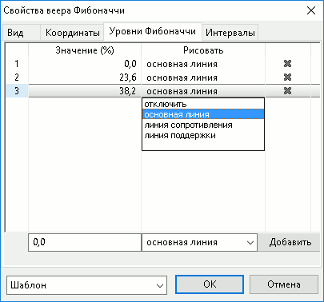 Свойства веера Фибоначчи
Вид Координаты Уровни Фибоначчи Интервалы
Значение (%) Рисовать
1 0,0 основная линия
2 23,6 основная линия
3 38,2 основная линия
отключить
основная линия
линия сопротивления
линия поддержки
0,0 основная линия Добавить
Шаблон OK Отмена